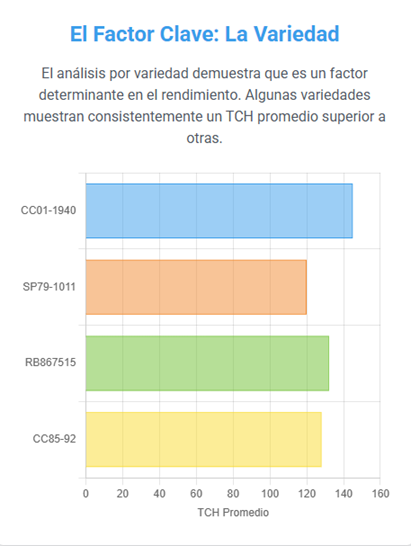 El Factor Clave: La Variedad
El análisis por variedad demuestra que es un factor
determinante en el rendimiento. Algunas variedades
muestran consistentemente un TCH promedio superior a
otras.
CC01-1940
SP79-1011
RB867515
CC85-92
0 20 40 60 80 100 120 140 160
TCH Promedio